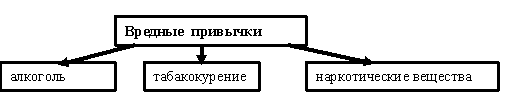 Вредные привычки
алкоголь
табакокурение
наркотические вещества